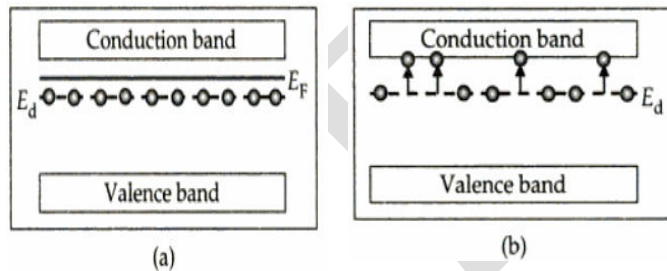 Conduction band
E_F
E_d
Valence band
(a)
Conduction band
E_d
Valence band
(b)